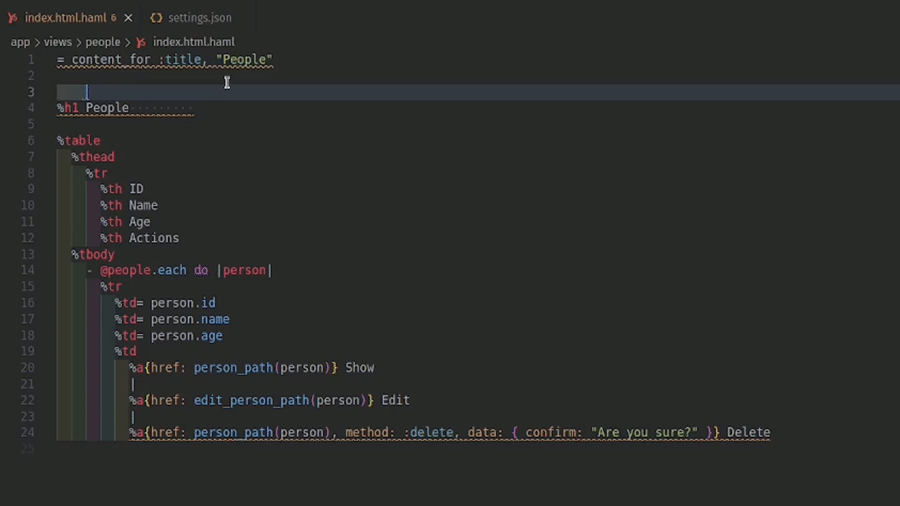 index.html.haml 6 × {} settings.json
app > views > people > index.html.haml
1 = content_for :title, "People"
2
3
4 %h1 People
5
6 %table
7 %thead
8 %tr
9 %th ID
10 %th Name
11 %th Age
12 %th Actions
13 %tbody
14 - @people.each do |person|
15 %tr
16 %td= person.id
17 %td= person.name
18 %td= person.age
19 %td
20 %a{href: person_path(person)} Show
21 |
22 %a{href: edit_person_path(person)} Edit
23 |
24 %a{href: person_path(person), method: :delete, data: { confirm: "Are you sure?" }} Delete
25